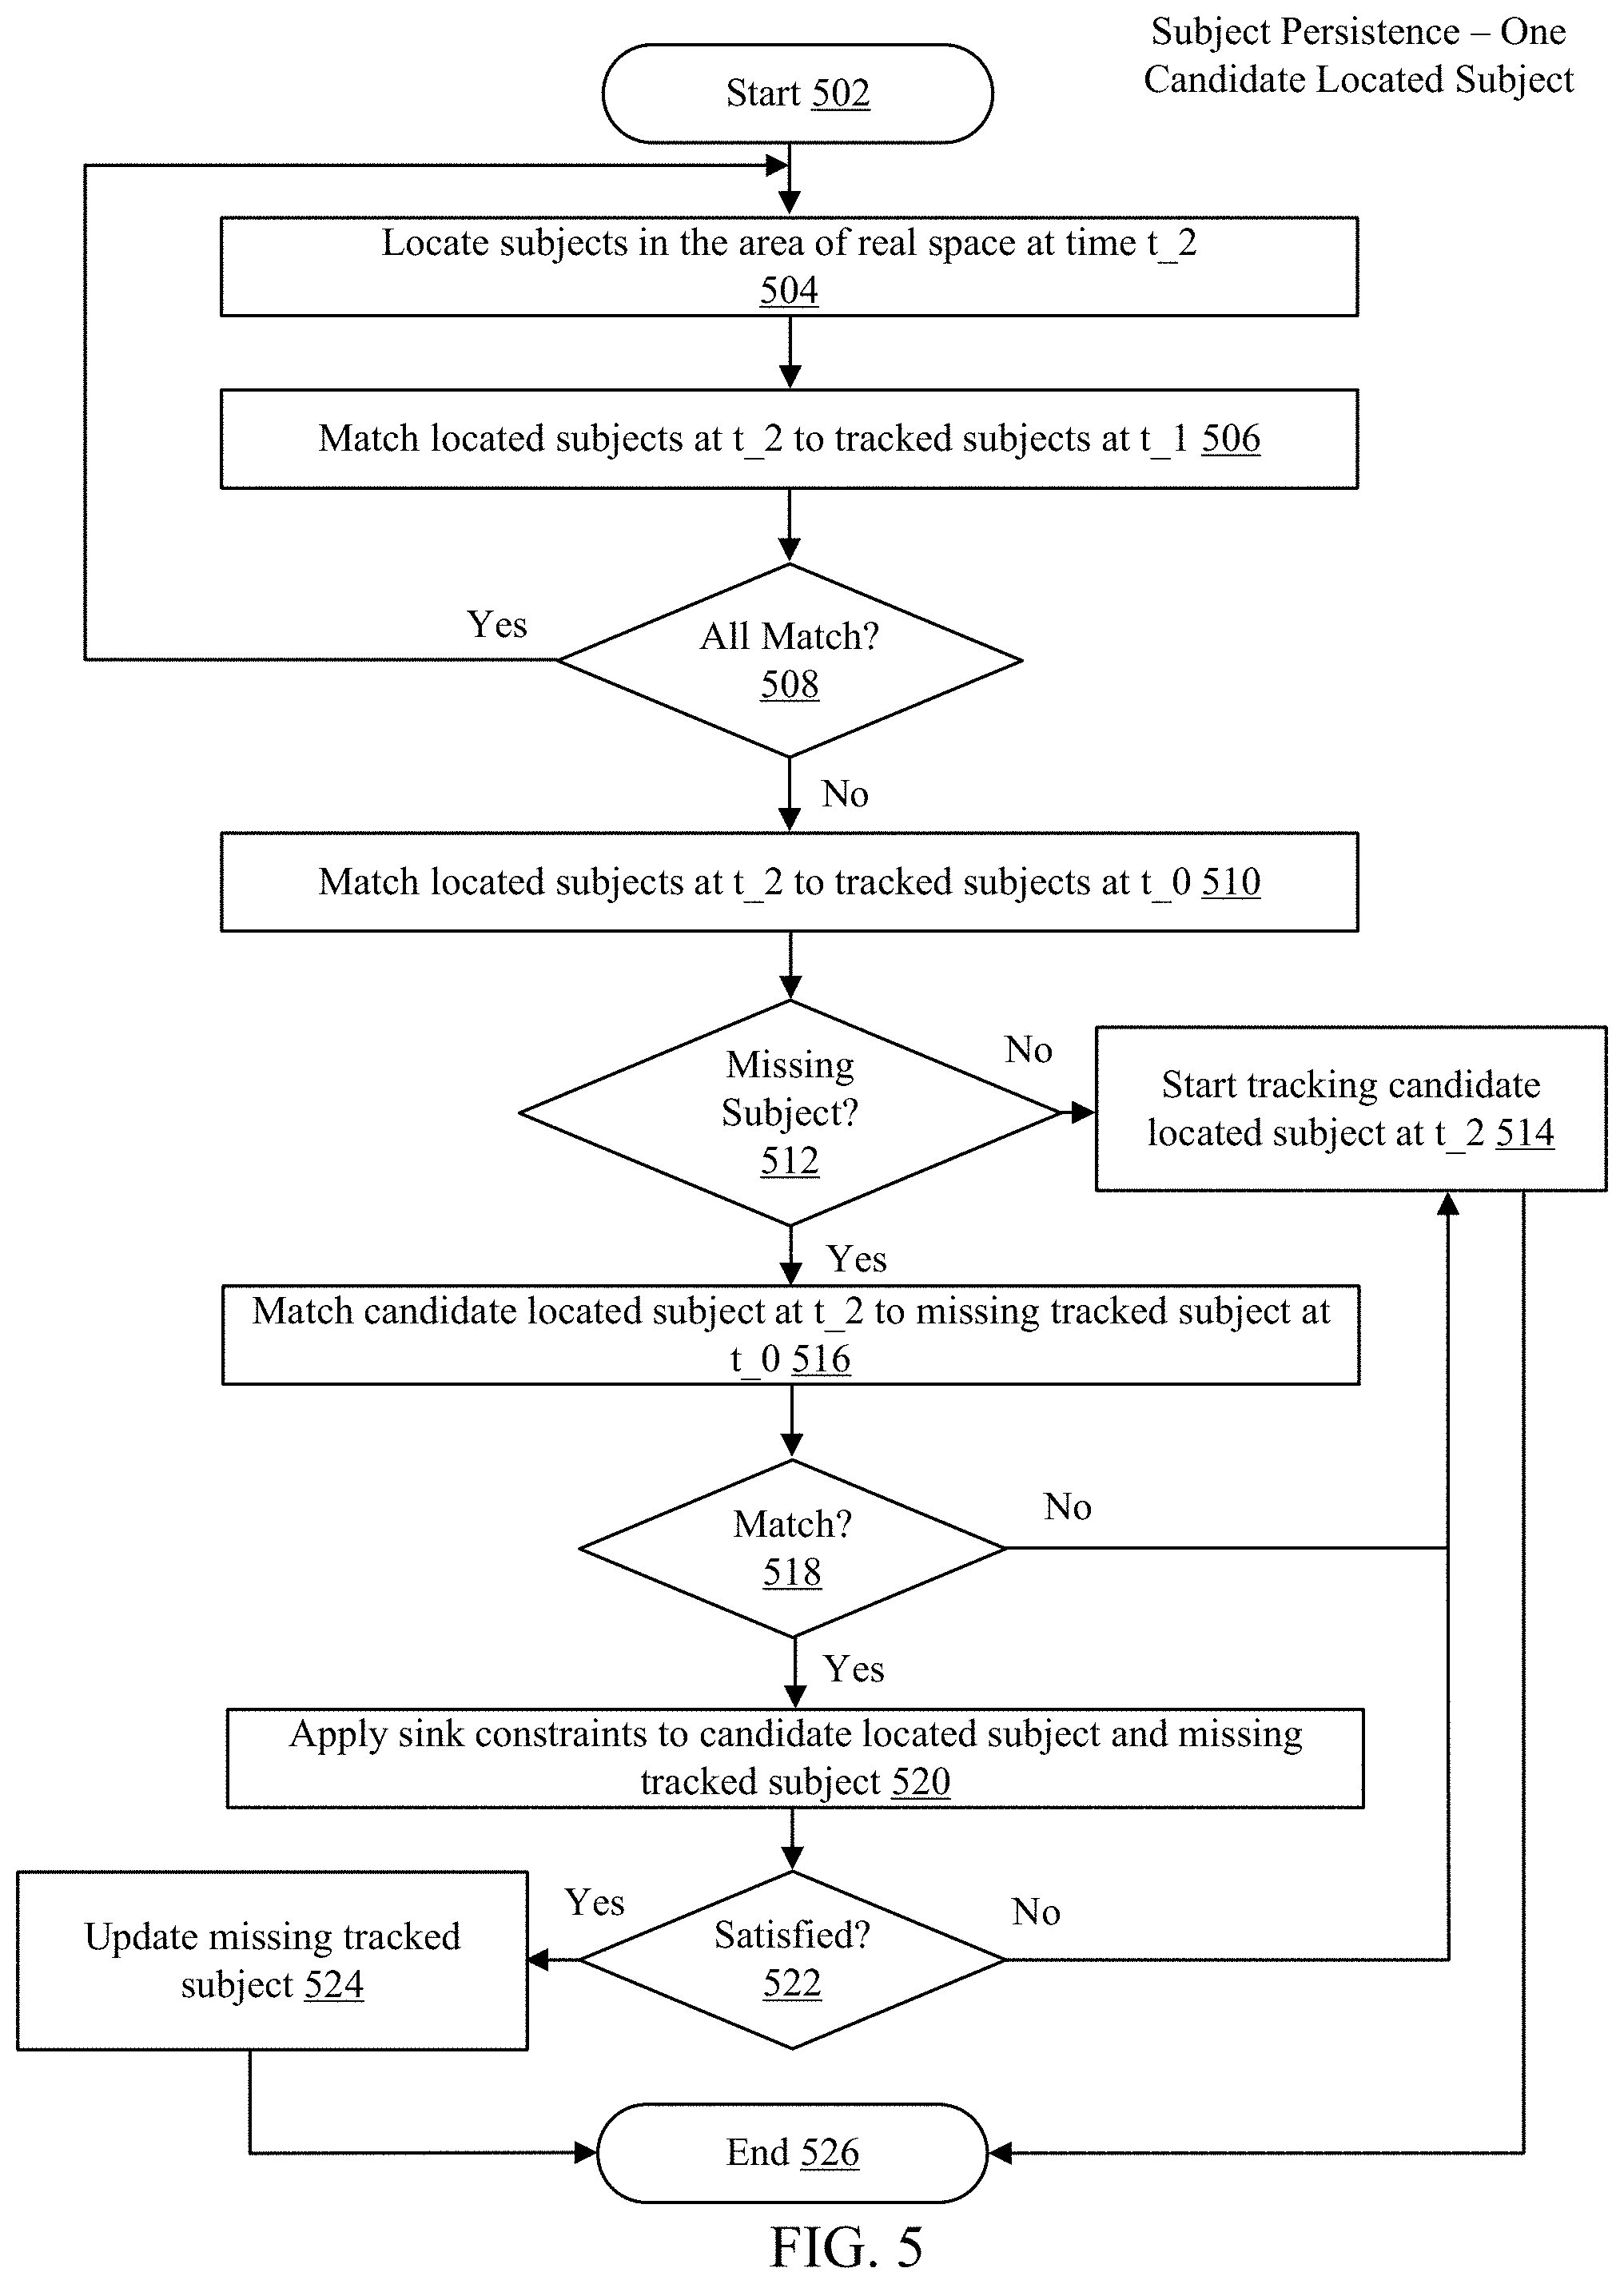 Subject Persistence – One
Candidate Located Subject
Start 502
Locate subjects in the area of real space at time t_2
504
Match located subjects at t_2 to tracked subjects at t_1 506
Yes
All Match?
508
No
Match located subjects at t_2 to tracked subjects at t_0 510
Missing
Subject?
512
No
Start tracking candidate
located subject at t_2 514
Yes
Match candidate located subject at t_2 to missing tracked subject at
t_0 516
Match?
518
No
Yes
Apply sink constraints to candidate located subject and missing
tracked subject 520
Yes
Satisfied?
522
No
Update missing tracked
subject 524
End 526
FIG. 5